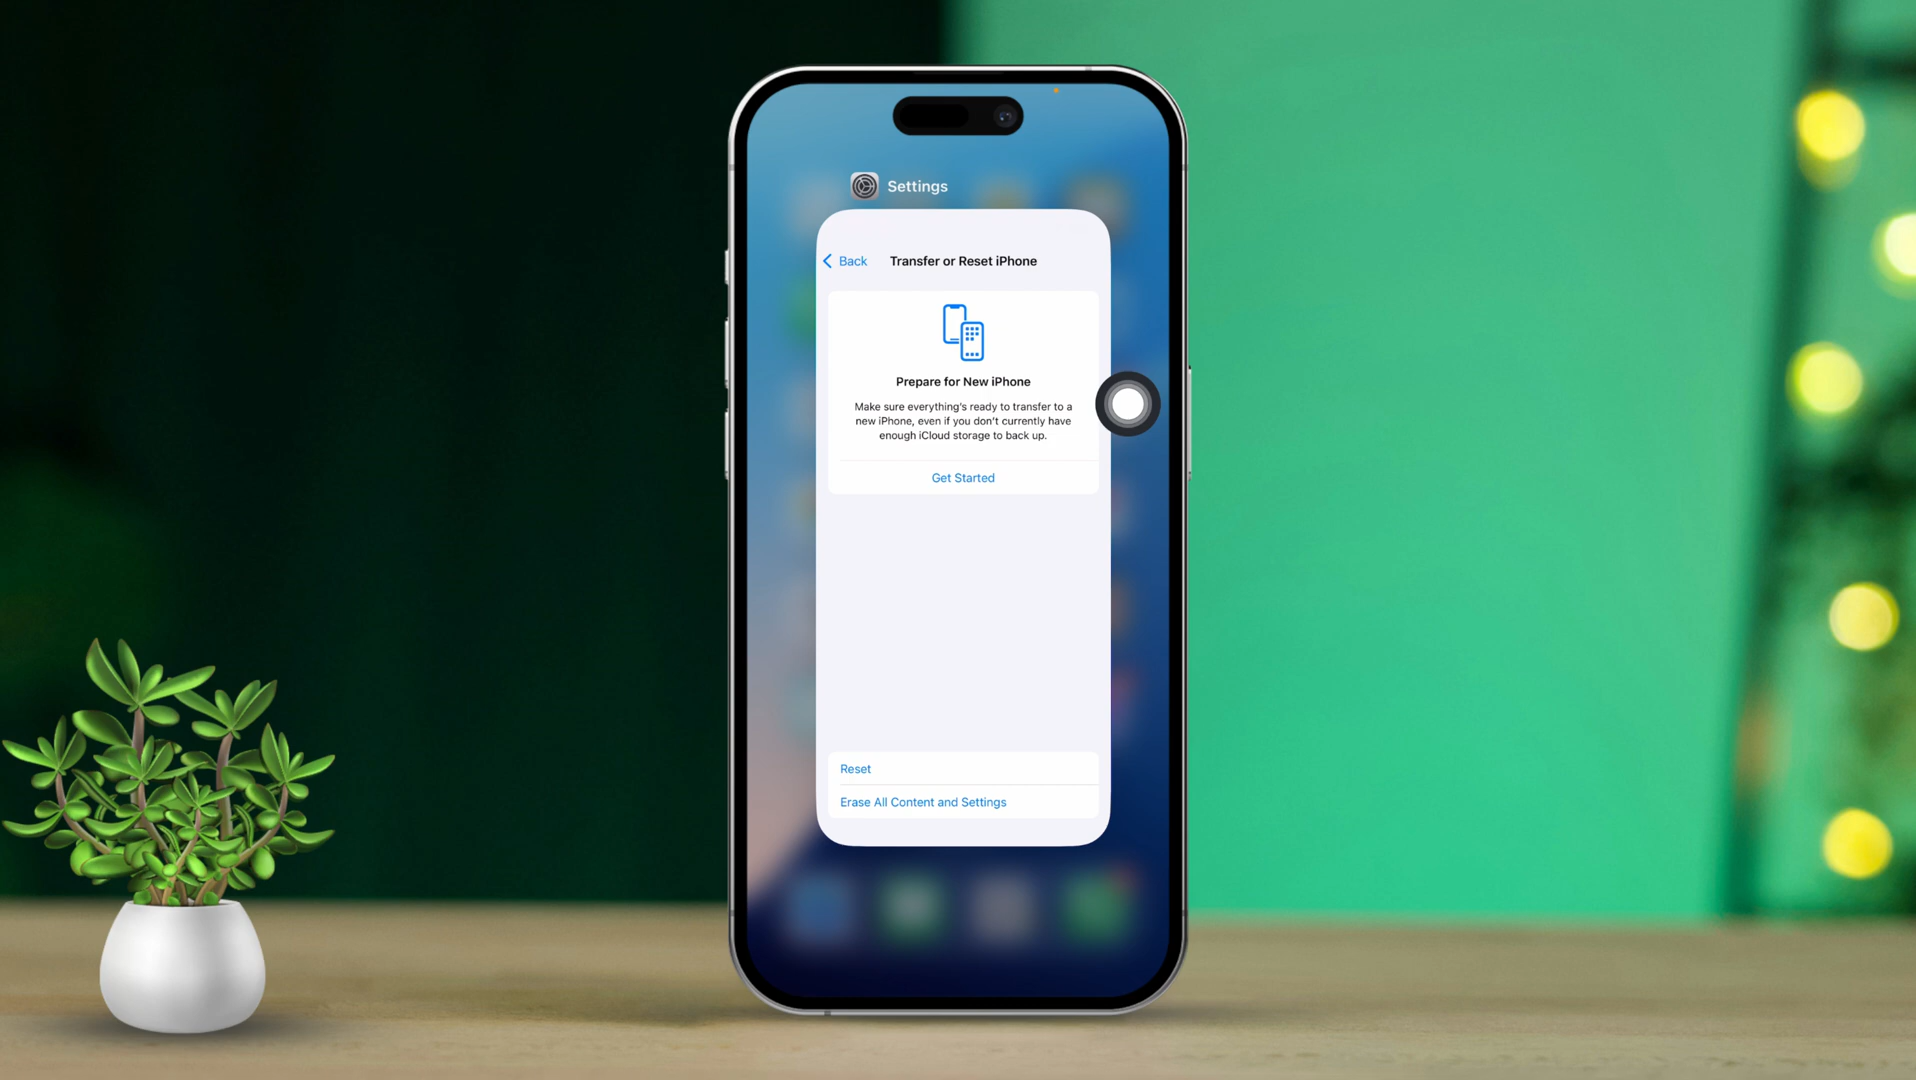 Settings
Back
Transfer or Reset iPhone
Prepare for New iPhone
Make sure everything's ready to transfer to a
new iPhone, even if you don't currently have
enough iCloud storage to back up.
Get Started
Reset
Erase All Content and Settings